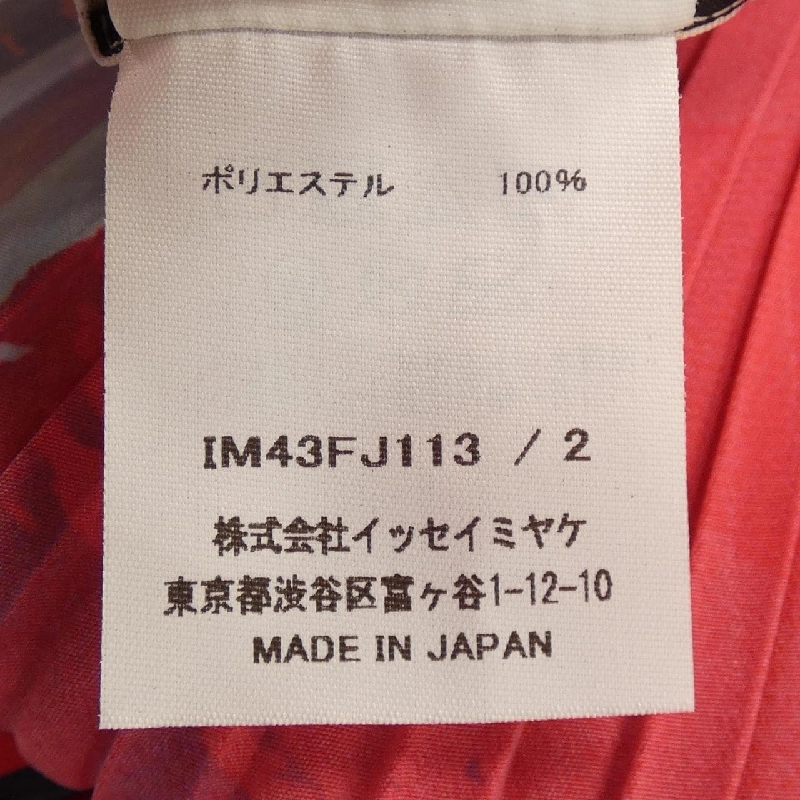 ポリエステル 100%
IM43FJ113 / 2
株式会社イッセイミヤケ
東京都渋谷区富ヶ谷1-12-10
MADE IN JAPAN